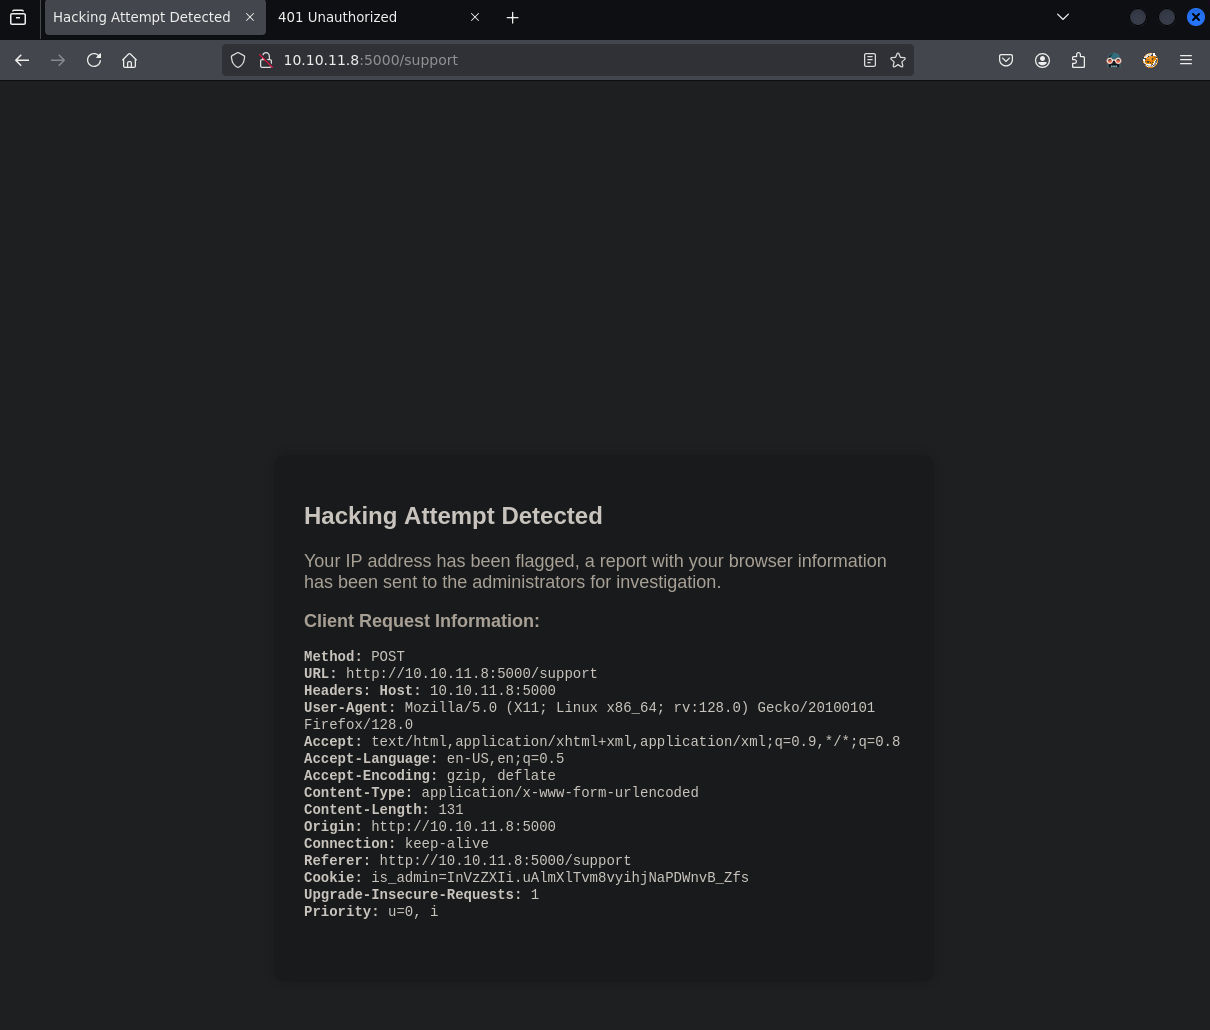 Hacking Attempt Detected
401 Unauthorized
10.10.11.8:5000/support
Hacking Attempt Detected
Your IP address has been flagged, a report with your browser information
has been sent to the administrators for investigation.
Client Request Information:
Method: POST
URL: http://10.10.11.8:5000/support
Headers: Host: 10.10.11.8:5000
User-Agent: Mozilla/5.0 (X11; Linux x86_64; rv:128.0) Gecko/20100101
Firefox/128.0
Accept: text/html,application/xhtml+xml,application/xml;q=0.9,*/*;q=0.8
Accept-Language: en-US,en;q=0.5
Accept-Encoding: gzip, deflate
Content-Type: application/x-www-form-urlencoded
Content-Length: 131
Origin: http://10.10.11.8:5000
Connection: keep-alive
Referer: http://10.10.11.8:5000/support
Cookie: is_admin=InVzZXIi.uAlmXlTvm8vyihjNaPDWnvB_Zfs
Upgrade-Insecure-Requests: 1
Priority: u=0, i